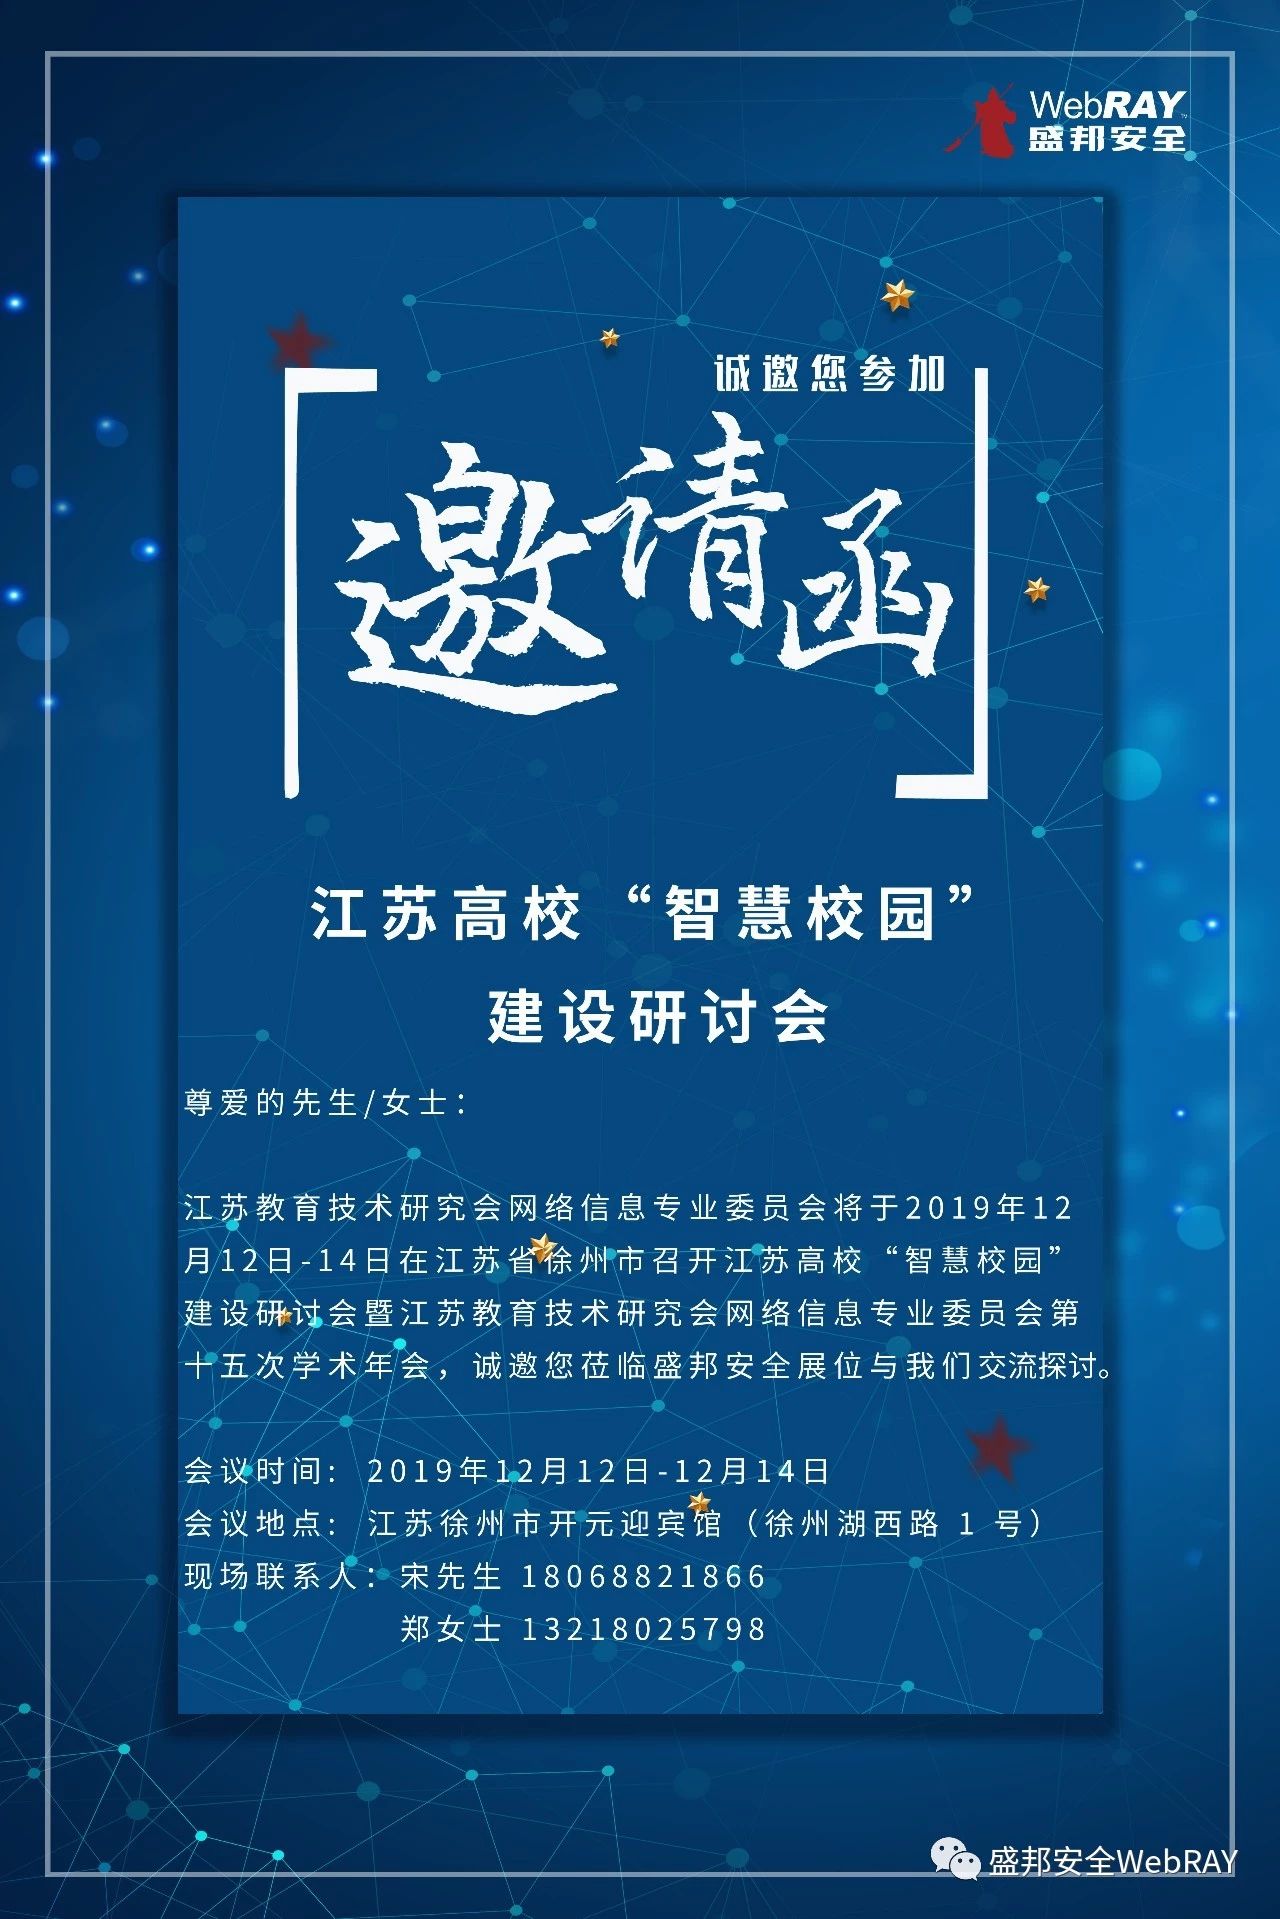 WebRAY
盛邦安全
诚邀您参加
邀请函
江苏高校“智慧校园”
建设研讨会
尊爱的先生/女士：
江苏教育技术研究会网络信息专业委员会将于2019年12
月12日-14日在江苏省徐州市召开江苏高校“智慧校园”
建设研讨会暨江苏教育技术研究会网络信息专业委员会第
十五次学术年会，诚邀您莅临盛邦安全展位与我们交流探讨。
会议时间: 2019年12月12日-12月14日
会议地点: 江苏徐州市开元迎宾馆（徐州湖西路 1 号）
现场联系人: 宋先生 18068821866
郑女士 13218025798
盛邦安全WebRAY